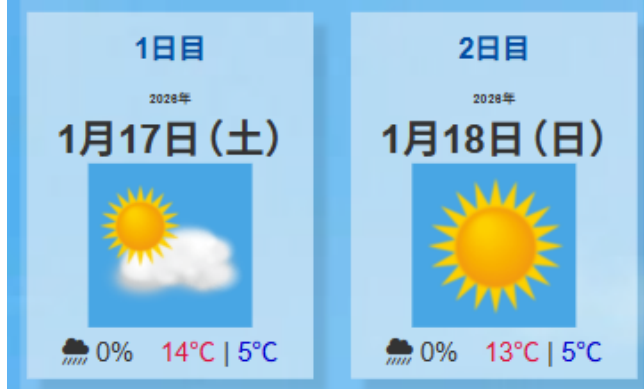 1日目
2026年
1月17日(土)
0% 14℃ | 5℃
2日目
2026年
1月18日(日)
0% 13℃ | 5℃